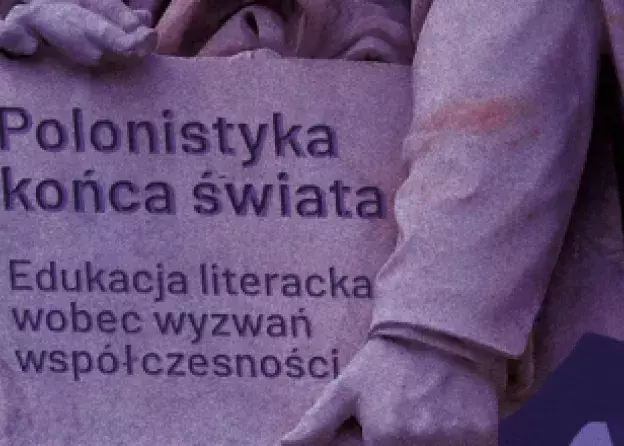 Polonistyka
końca świata
Edukacja literacka
wobec wyzwań
współczesności